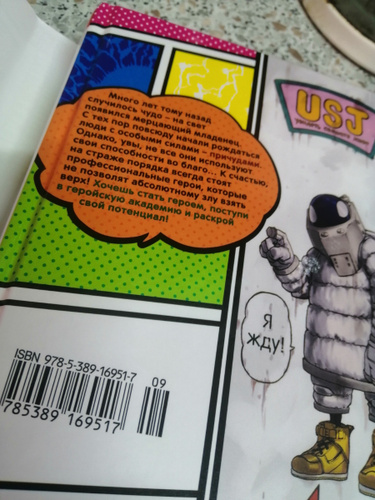 Много лет тому назад
случилось чудо – на свет
появился мерцающий младенец.
С тех пор повсюду начали рождаться
люди с особыми силами – причудами.
Однако, увы, не все они используют
свои способности во благо... К счастью,
на страже порядка всегда стоят
профессиональные герои, которые
не позволят абсолютному злу взять
верх! Хочешь стать героем, поступи
в геройскую академию и раскрой
свой потенциал!
USJ
Я
ЖДУ!
ISBN 978-5-389-16951-7
09
785389 169517